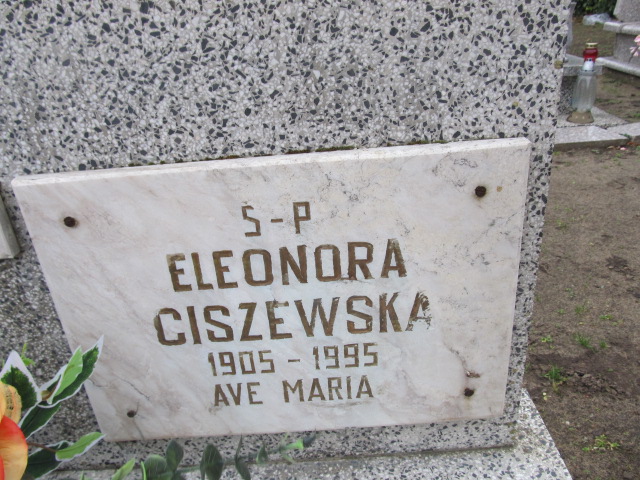 Ś-P
ELEONORA
CISZEWSKA
1905 - 1995
AVE MARIA